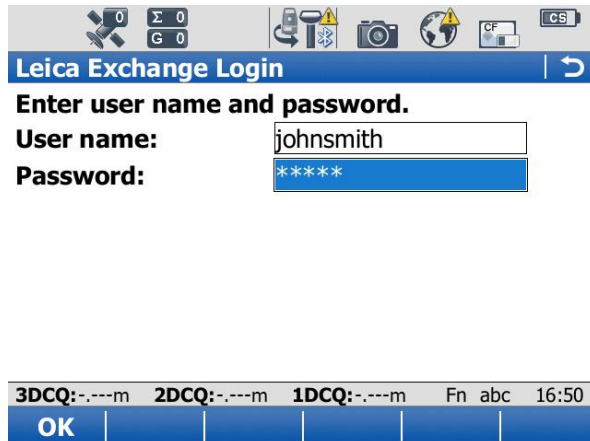 0 Σ 0 CS
G 0 CF
Leica Exchange Login
Enter user name and password.
User name: johnsmith
Password: *****
3DCQ:-.---m 2DCQ:-.---m 1DCQ:-.---m Fn abc 16:50
OK